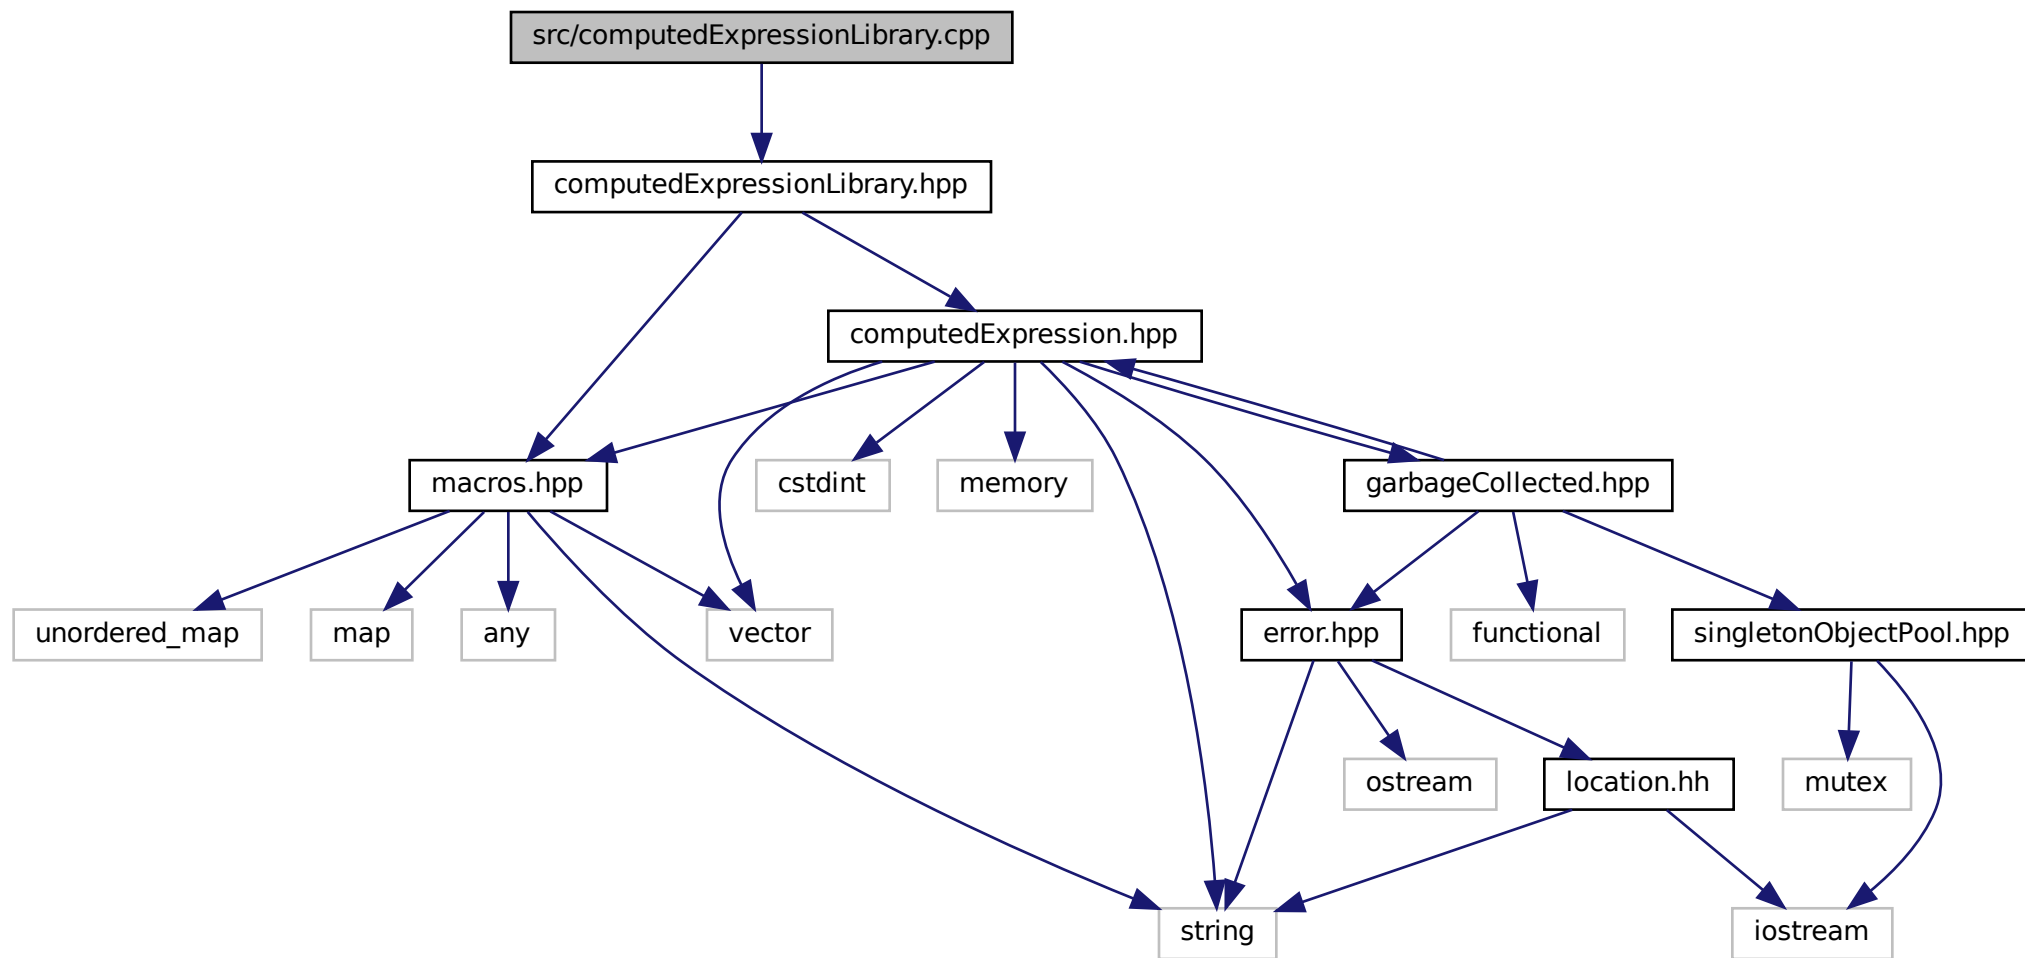 src/computedExpressionLibrary.cpp
computedExpressionLibrary.hpp
computedExpression.hpp
macros.hpp
cstdint
memory
garbageCollected.hpp
unordered_map
map
any
vector
error.hpp
functional
singletonObjectPool.hpp
ostream
location.hh
mutex
string
iostream